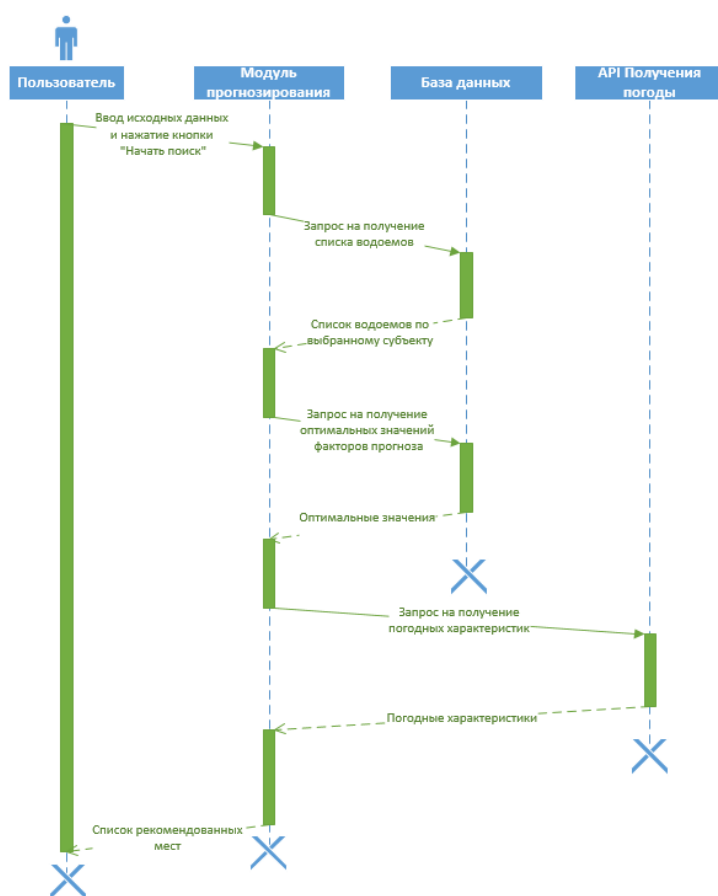 Пользователь
Модуль
прогнозирования
База данных
API Получения
погоды
Ввод исходных данных
и нажатие кнопки
"Начать поиск"
Запрос на получение
списка водоемов
Список водоемов по
выбранному субъекту
Запрос на получение
оптимальных значений
факторов прогноза
Оптимальные значения
Запрос на получение
погодных характеристик
Погодные характеристики
Список рекомендованных
мест